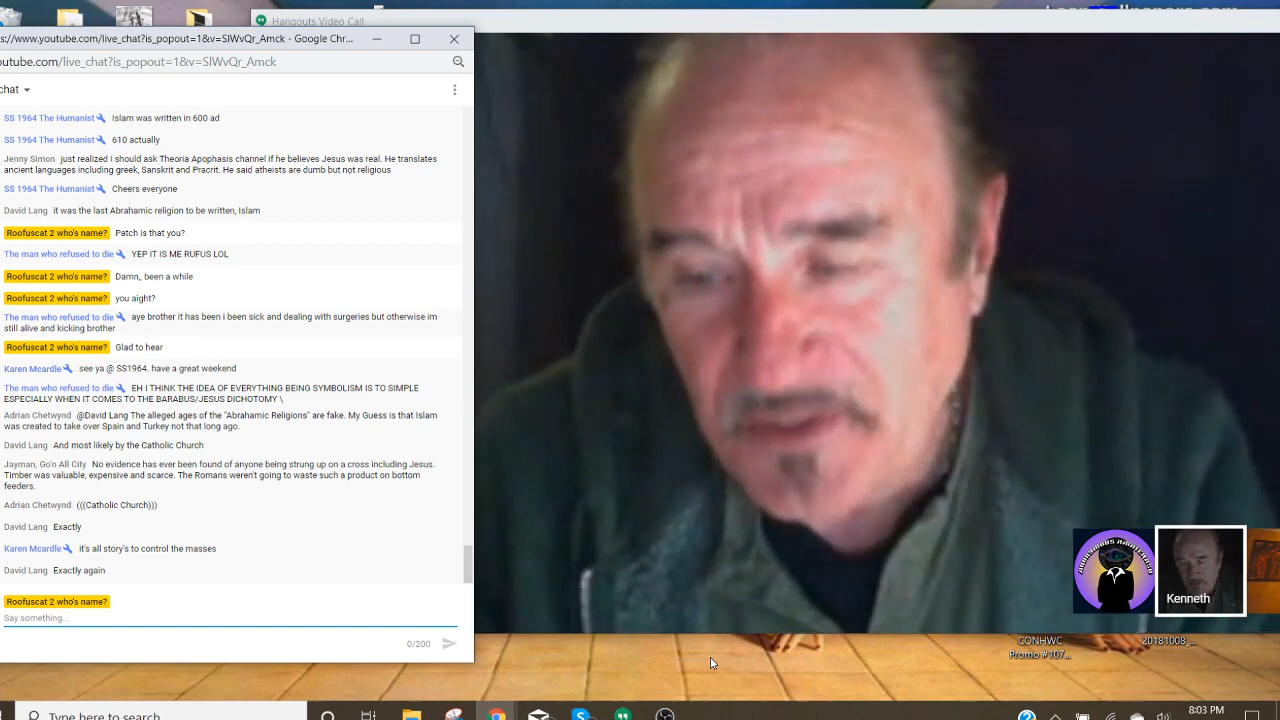 Hangouts Video Call
s://www.youtube.com/live_chat?is_popout=1&v=SlWvQr_Amck - Google Chr...
outube.com/live_chat?is_popout=1&v=SlWvQr_Amck
chat
SS 1964 The Humanist Islam was written in 600 ad
SS 1964 The Humanist 610 actually
Jenny Simon just realized I should ask Theoria Apophasis channel if he believes Jesus was real. He translates
ancient languages including greek, Sanskrit and Pracrit. He said atheists are dumb but not religious
SS 1964 The Humanist Cheers everyone
David Lang it was the last Abrahamic religion to be written, Islam
Roofuscat 2 who's name? Patch is that you?
The man who refused to die YEP IT IS ME RUFUS LOL
Roofuscat 2 who's name? Damn,, been a while
Roofuscat 2 who's name? you aight?
The man who refused to die aye brother it has been i been sick and dealing with surgeries but otherwise im
still alive and kicking brother
Roofuscat 2 who's name? Glad to hear
Karen Mcardle see ya @ SS1964. have a great weekend
The man who refused to die EH I THINK THE IDEA OF EVERYTHING BEING SYMBOLISM IS TO SIMPLE
ESPECIALLY WHEN IT COMES TO THE BARABUS/JESUS DICHOTOMY \
Adrian Chetwynd @David Lang The alleged ages of the "Abrahamic Religions" are fake. My Guess is that Islam
was created to take over Spain and Turkey not that long ago.
David Lang And most likely by the Catholic Church
Jayman, Go'n All City No evidence has ever been found of anyone being strung up on a cross including Jesus.
Timber was valuable, expensive and scarce. The Romans weren't going to waste such a product on bottom
feeders.
Adrian Chetwynd (((Catholic Church)))
David Lang Exactly
Karen Mcardle it's all story's to control the masses
David Lang Exactly again
Roofuscat 2 who's name?
Say something...
0/200
Kenneth
CONHWC
Promo #107...
20181008_...
Type here to search
8:03 PM